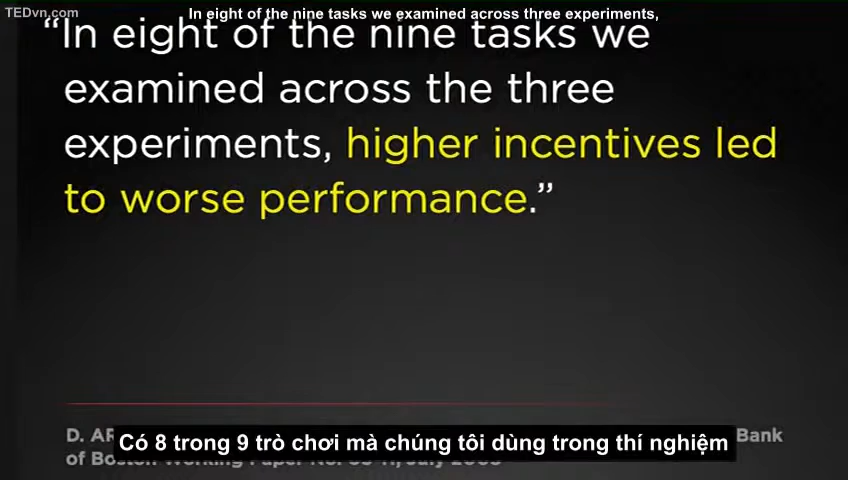 TEDvn.com
In eight of the nine tasks we examined across three experiments,
“In eight of the nine tasks we
examined across the three
experiments, higher incentives led
to worse performance.”
D. Bank
Có 8 trong 9 trò chơi mà chúng tôi dùng trong thí nghiệm
of